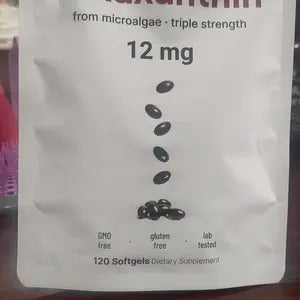 from microalgae · triple strength
12 mg
GMO free · gluten free · lab tested
120 Softgels Dietary Supplement